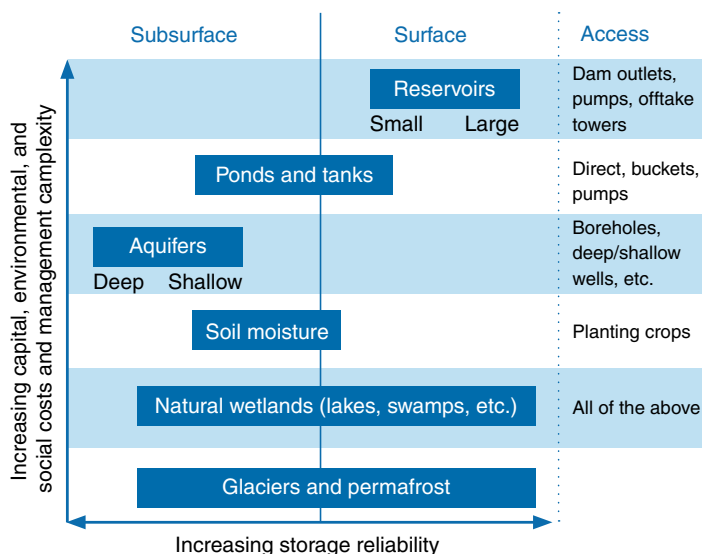 Subsurface
Surface
Access
Increasing capital, environmental, and
social costs and management camplexity
Reservoirs
Small
Large
Dam outlets,
pumps, offtake
towers
Ponds and tanks
Direct, buckets,
pumps
Aquifers
Deep
Shallow
Boreholes,
deep/shallow
wells, etc.
Soil moisture
Planting crops
Natural wetlands (lakes, swamps, etc.)
All of the above
Glaciers and permafrost
Increasing storage reliability